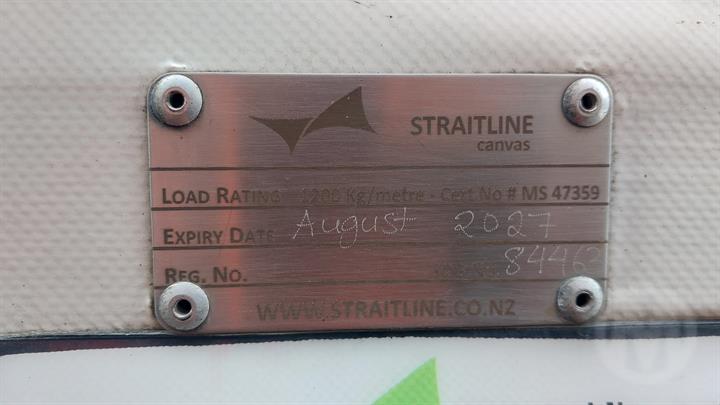 STRAITLINE
canvas
LOAD RATING 1200 Kg/metre - Cert No # MS 47359
EXPIRY DATE August 2027
REG. NO. 84462
WWW.STRAITLINE.CO.NZ